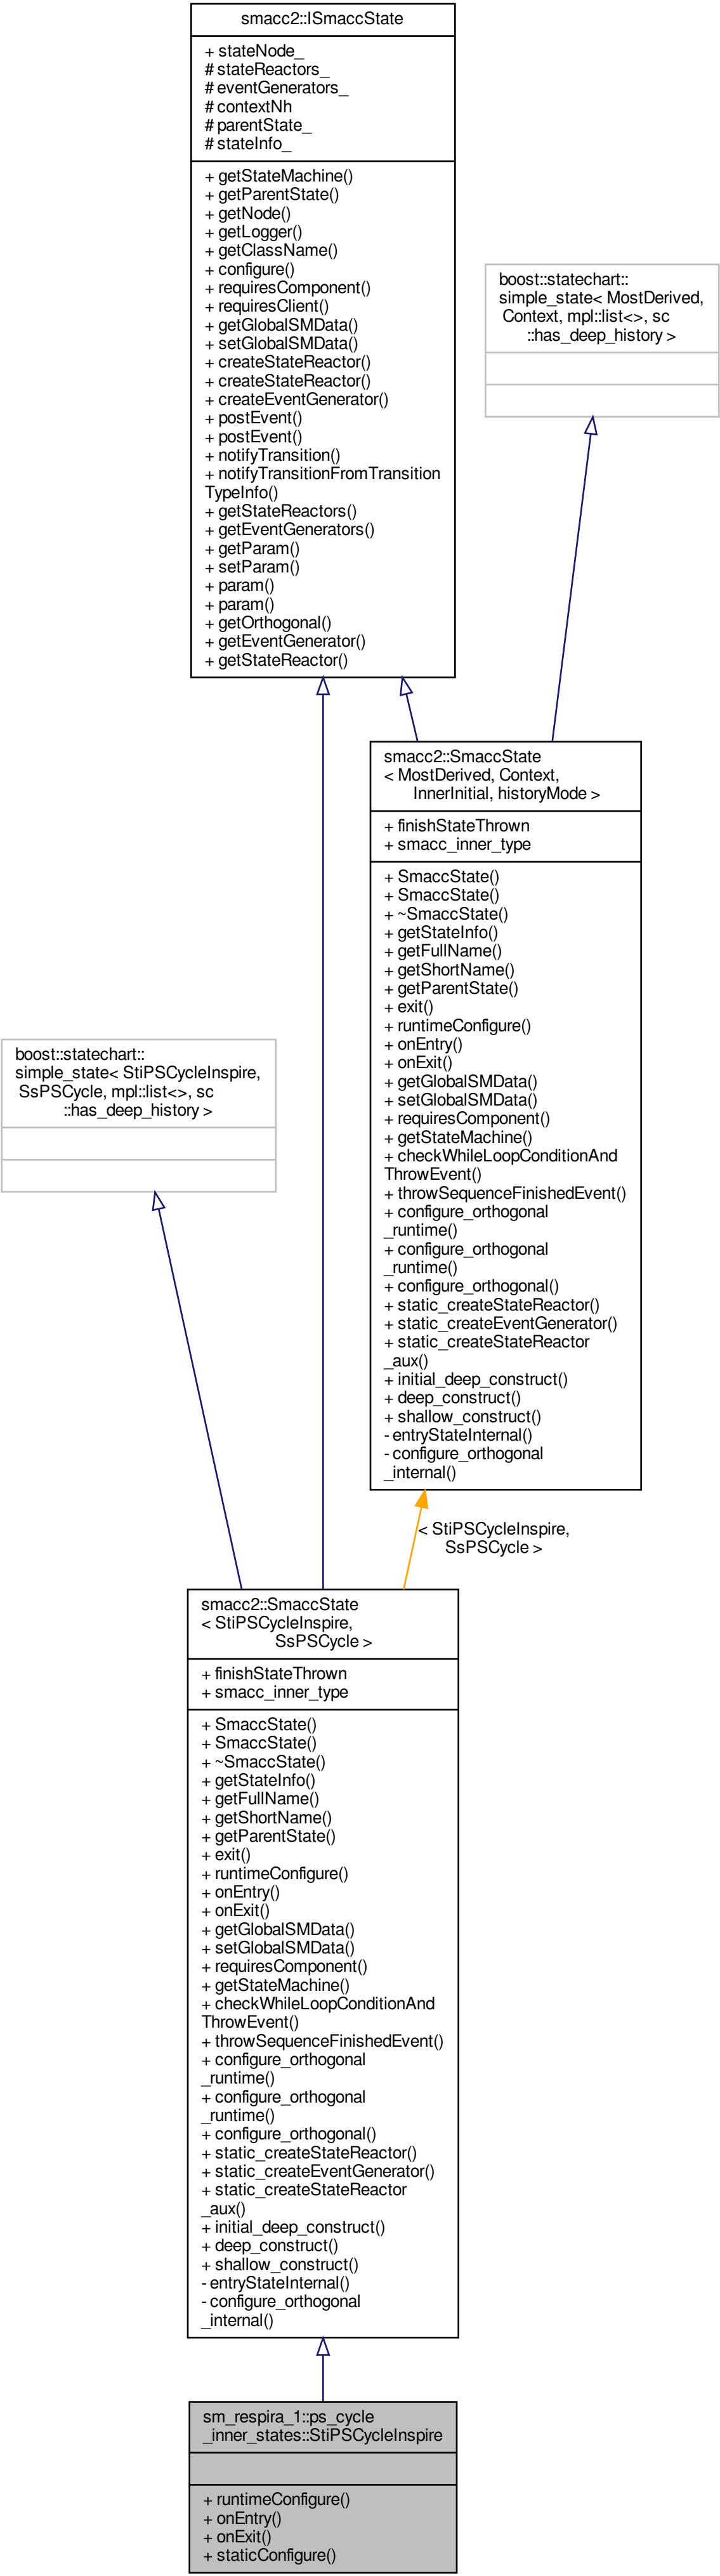 smacc2::ISmaccState
+ stateNode_
# stateReactors_
# eventGenerators_
# contextNh
# parentState_
# stateInfo_
+ getStateMachine()
+ getParentState()
+ getNode()
+ getLogger()
+ getClassName()
+ configure()
+ requiresComponent()
+ requiresClient()
+ getGlobalSMData()
+ setGlobalSMData()
+ createStateReactor()
+ createStateReactor()
+ createEventGenerator()
+ postEvent()
+ postEvent()
+ notifyTransition()
+ notifyTransitionFromTransition
TypeInfo()
+ getStateReactors()
+ getEventGenerators()
+ getParam()
+ setParam()
+ param()
+ param()
+ getOrthogonal()
+ getEventGenerator()
+ getStateReactor()
boost::statechart::
simple_state< MostDerived,
Context, mpl::list<>, sc
::has_deep_history >
smacc2::SmaccState
< MostDerived, Context,
InnerInitial, historyMode >
+ finishStateThrown
+ smacc_inner_type
+ SmaccState()
+ SmaccState()
+ ~SmaccState()
+ getStateInfo()
+ getFullName()
+ getShortName()
+ getParentState()
+ exit()
+ runtimeConfigure()
+ onEntry()
+ onExit()
+ getGlobalSMData()
+ setGlobalSMData()
+ requiresComponent()
+ getStateMachine()
+ checkWhileLoopConditionAnd
ThrowEvent()
+ throwSequenceFinishedEvent()
+ configure_orthogonal
_runtime()
+ configure_orthogonal
_runtime()
+ configure_orthogonal()
+ static_createStateReactor()
+ static_createEventGenerator()
+ static_createStateReactor
_aux()
+ initial_deep_construct()
+ deep_construct()
+ shallow_construct()
- entryStateInternal()
- configure_orthogonal
_internal()
boost::statechart::
simple_state< StiPSCycleInspire,
SsPSCycle, mpl::list<>, sc
::has_deep_history >
< StiPSCycleInspire,
SsPSCycle >
smacc2::SmaccState
< StiPSCycleInspire,
SsPSCycle >
+ finishStateThrown
+ smacc_inner_type
+ SmaccState()
+ SmaccState()
+ ~SmaccState()
+ getStateInfo()
+ getFullName()
+ getShortName()
+ getParentState()
+ exit()
+ runtimeConfigure()
+ onEntry()
+ onExit()
+ getGlobalSMData()
+ setGlobalSMData()
+ requiresComponent()
+ getStateMachine()
+ checkWhileLoopConditionAnd
ThrowEvent()
+ throwSequenceFinishedEvent()
+ configure_orthogonal
_runtime()
+ configure_orthogonal
_runtime()
+ configure_orthogonal()
+ static_createStateReactor()
+ static_createEventGenerator()
+ static_createStateReactor
_aux()
+ initial_deep_construct()
+ deep_construct()
+ shallow_construct()
- entryStateInternal()
- configure_orthogonal
_internal()
sm_respira_1::ps_cycle
_inner_states::StiPSCycleInspire
+ runtimeConfigure()
+ onEntry()
+ onExit()
+ staticConfigure()